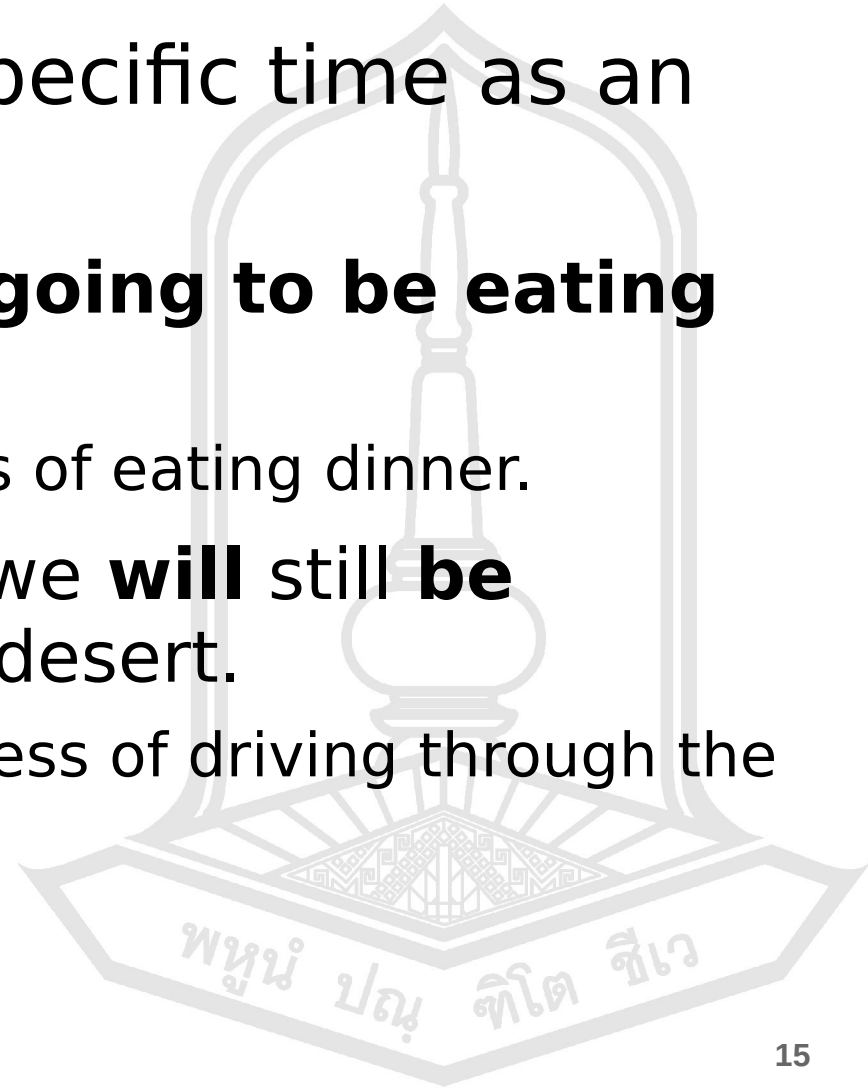 pecific time as an
going to be eating
s of eating dinner.
we will still be
desert.
ess of driving through the
พหูนํ ปณฺฑิโต ชีเว
15